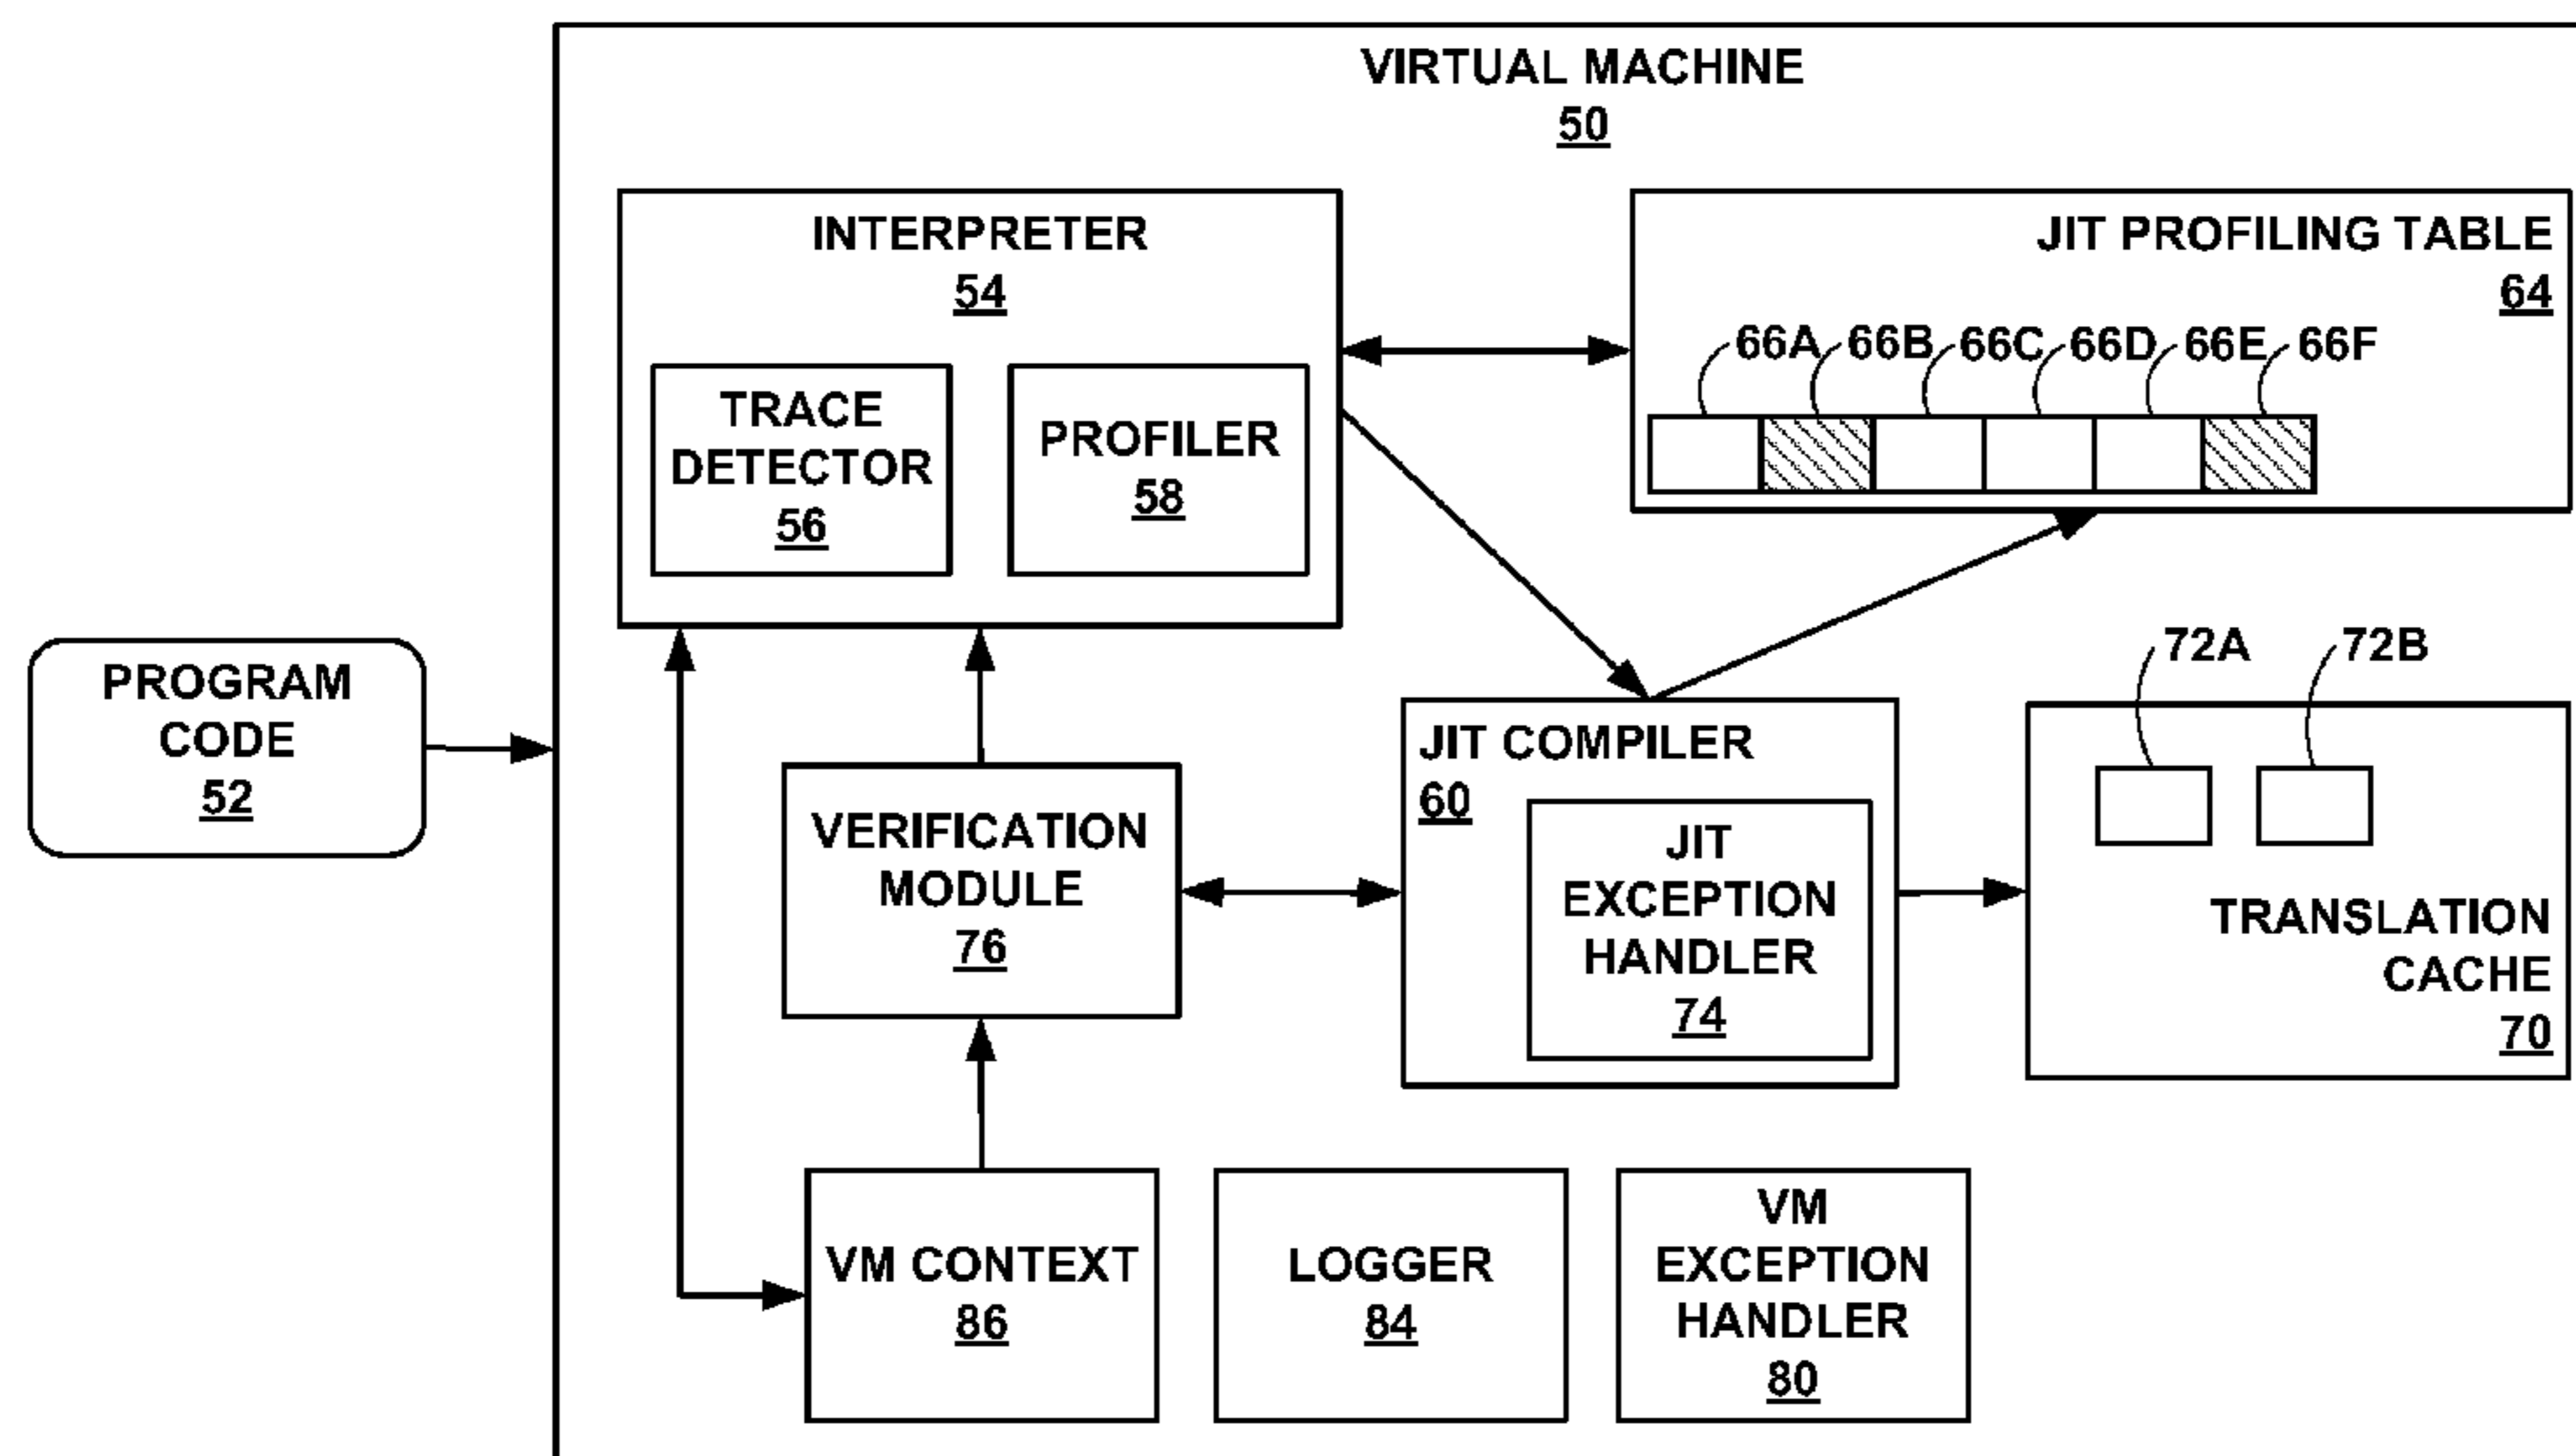 VIRTUAL MACHINE
50
INTERPRETER
54
TRACE
DETECTOR
56
PROFILER
58
JIT PROFILING TABLE
64
66A 66B 66C 66D 66E 66F
PROGRAM
CODE
52
VERIFICATION
MODULE
76
JIT COMPILER
60
JIT
EXCEPTION
HANDLER
74
72A 72B
TRANSLATION
CACHE
70
VM CONTEXT
86
LOGGER
84
VM
EXCEPTION
HANDLER
80